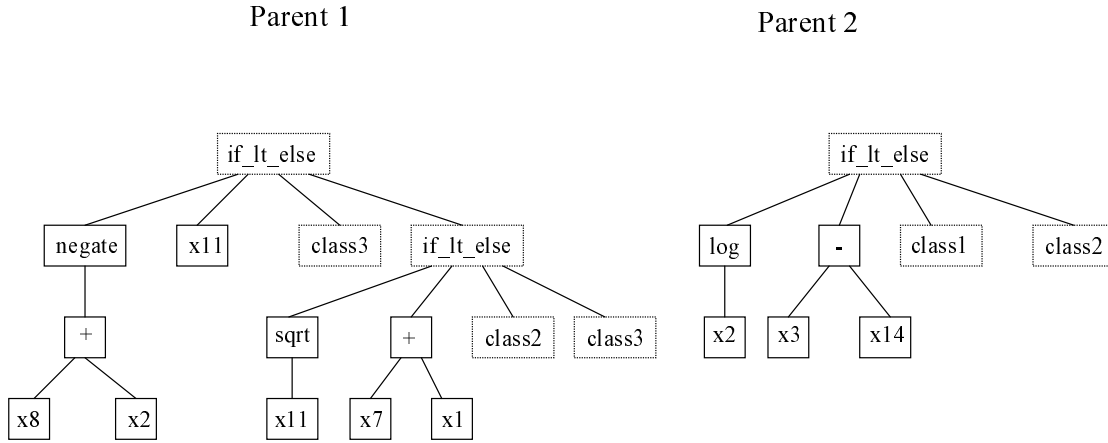 Parent 1
Parent 2
if_lt_else
if_lt_else
negate
x11
class3
if_lt_else
log
-
class1
class2
+
sqrt
+
class2
class3
x2
x3
x14
x8
x2
x11
x7
x1